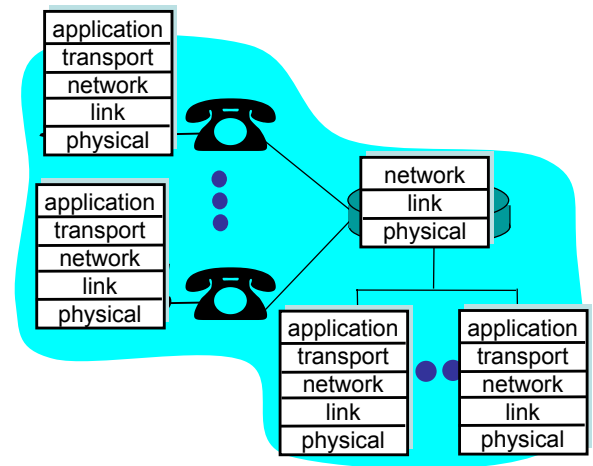 application
transport
network
link
physical
application
transport
network
link
physical
network
link
physical
application
transport
network
link
physical
application
transport
network
link
physical